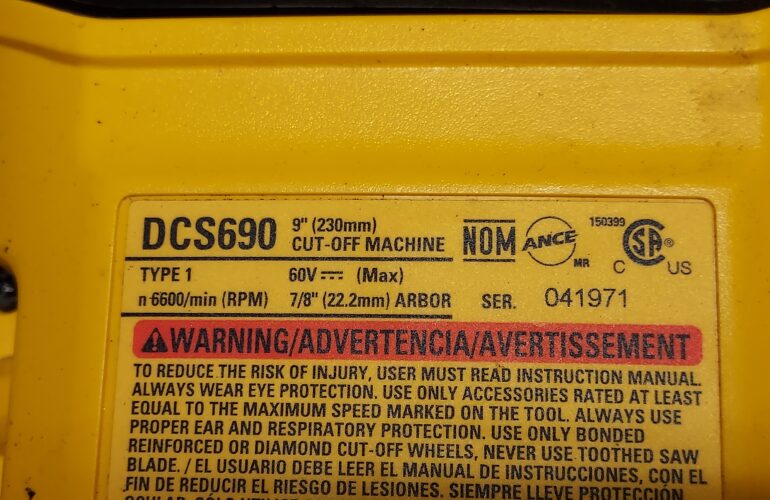 DCS690 9" (230mm) CUT-OFF MACHINE
NOM ANCE MR
150399
SA® C US
TYPE 1 60V⎓ (Max)
n 6600/min (RPM) 7/8" (22.2mm) ARBOR SER. 041971
WARNING/ADVERTENCIA/AVERTISSEMENT
TO REDUCE THE RISK OF INJURY, USER MUST READ INSTRUCTION MANUAL.
ALWAYS WEAR EYE PROTECTION. USE ONLY ACCESSORIES RATED AT LEAST
EQUAL TO THE MAXIMUM SPEED MARKED ON THE TOOL. ALWAYS USE
PROPER EAR AND RESPIRATORY PROTECTION. USE ONLY BONDED
REINFORCED OR DIAMOND CUT-OFF WHEELS, NEVER USE TOOTHED SAW
BLADE. / EL USUARIO DEBE LEER EL MANUAL DE INSTRUCCIONES, CON EL
FIN DE REDUCIR EL RIESGO DE LESIONES. SIEMPRE LLEVE PROTECCIÓN